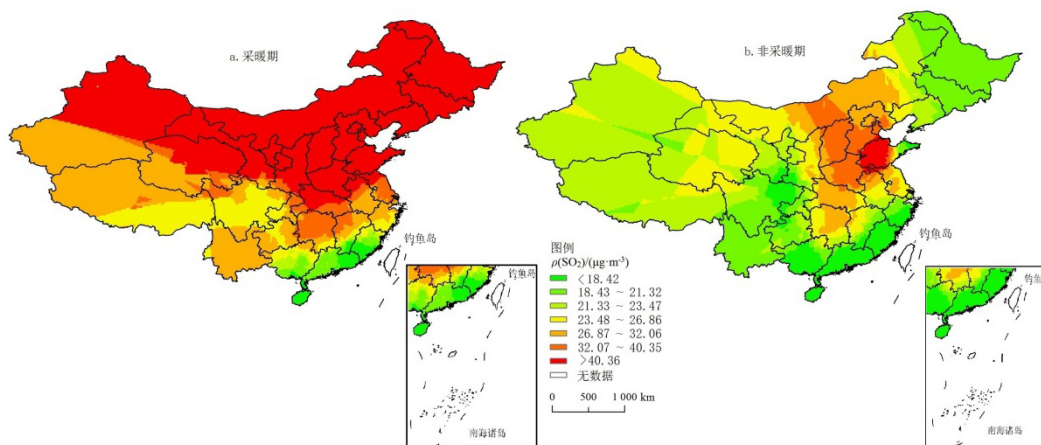 a. 采暖期
b. 非采暖期
钓鱼岛
钓鱼岛
图例
ρ(SO₂)/(μg·m⁻³)
<18.42
18.43 ~ 21.32
21.33 ~ 23.47
23.48 ~ 26.86
26.87 ~ 32.06
32.07 ~ 40.35
>40.36
无数据
0 500 1 000 km
钓鱼岛
南海诸岛
钓鱼岛
南海诸岛